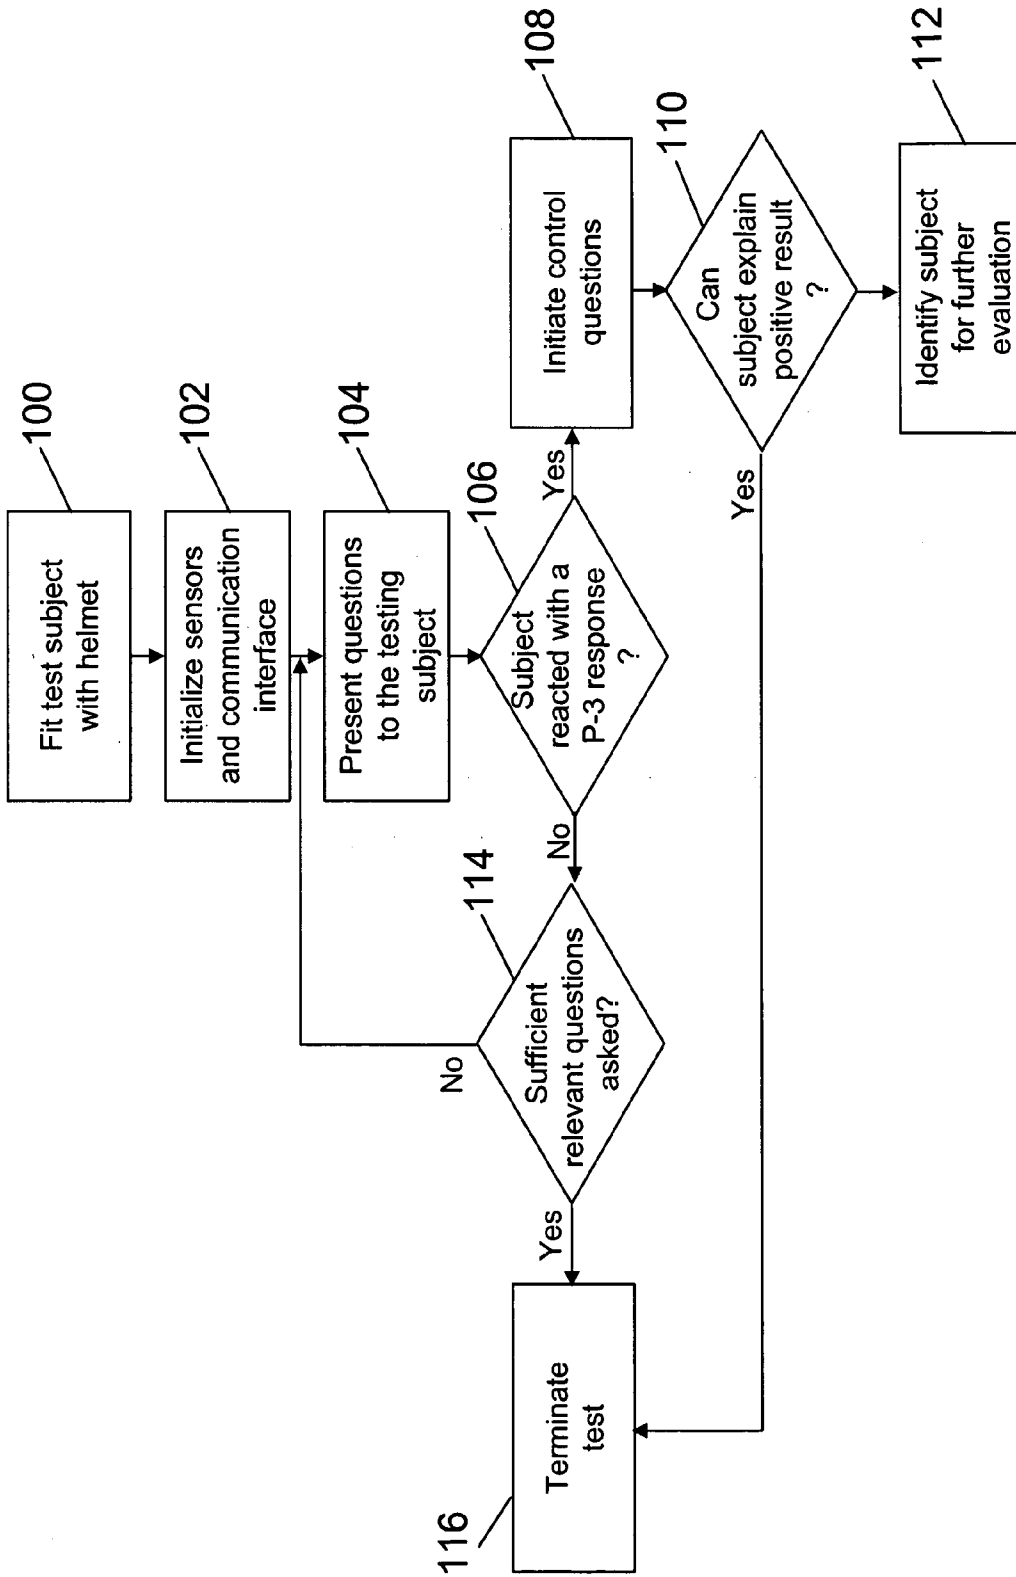 Fit test subject
with helmet
100
Initialize sensors
and communication
interface
102
Present questions
to the testing
subject
104
Subject
reacted with a
P-3 response
?
106
Yes
No
Initiate control
questions
108
Can
subject explain
positive result
?
110
Yes
Identify subject
for further
evaluation
112
Sufficient
relevant questions
asked?
114
No
Yes
Terminate
test
116